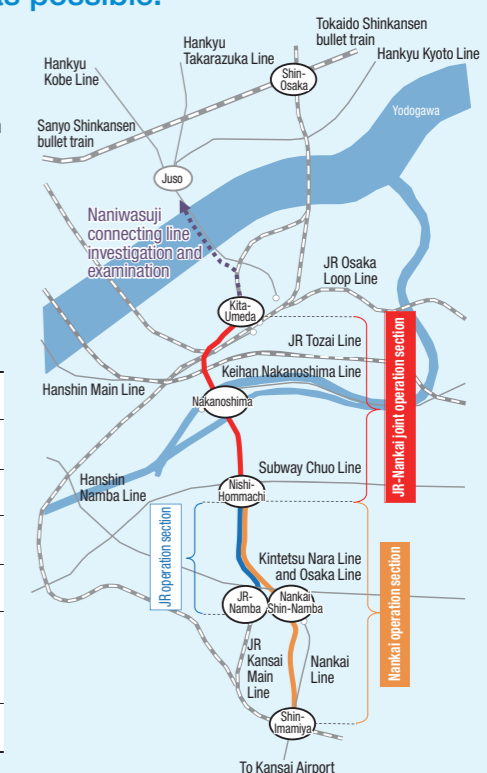 as possible.
Tokaido Shinkansen
bullet train
Hankyu
Takarazuka Line
Hankyu Kyoto Line
Hankyu
Kobe Line
Shin-
Osaka
Sanyo Shinkansen
bullet train
Yodogawa
Juso
Naniwasuji
connecting line
investigation and
examination
JR Osaka
Loop Line
Kita-
Umeda
JR Tozai Line
Keihan Nakanoshima Line
Hanshin Main Line
Nakanoshima
JR-Nankai joint operation section
Subway Chuo Line
Hanshin
Namba Line
Nishi-
Hommachi
JR operation section
Kintetsu Nara Line
and Osaka Line
JR-
Namba
Nankai
Shin-Namba
Nankai operation section
JR
Kansai
Main
Line
Nankai
Line
Shin-
Imamiya
To Kansai Airport